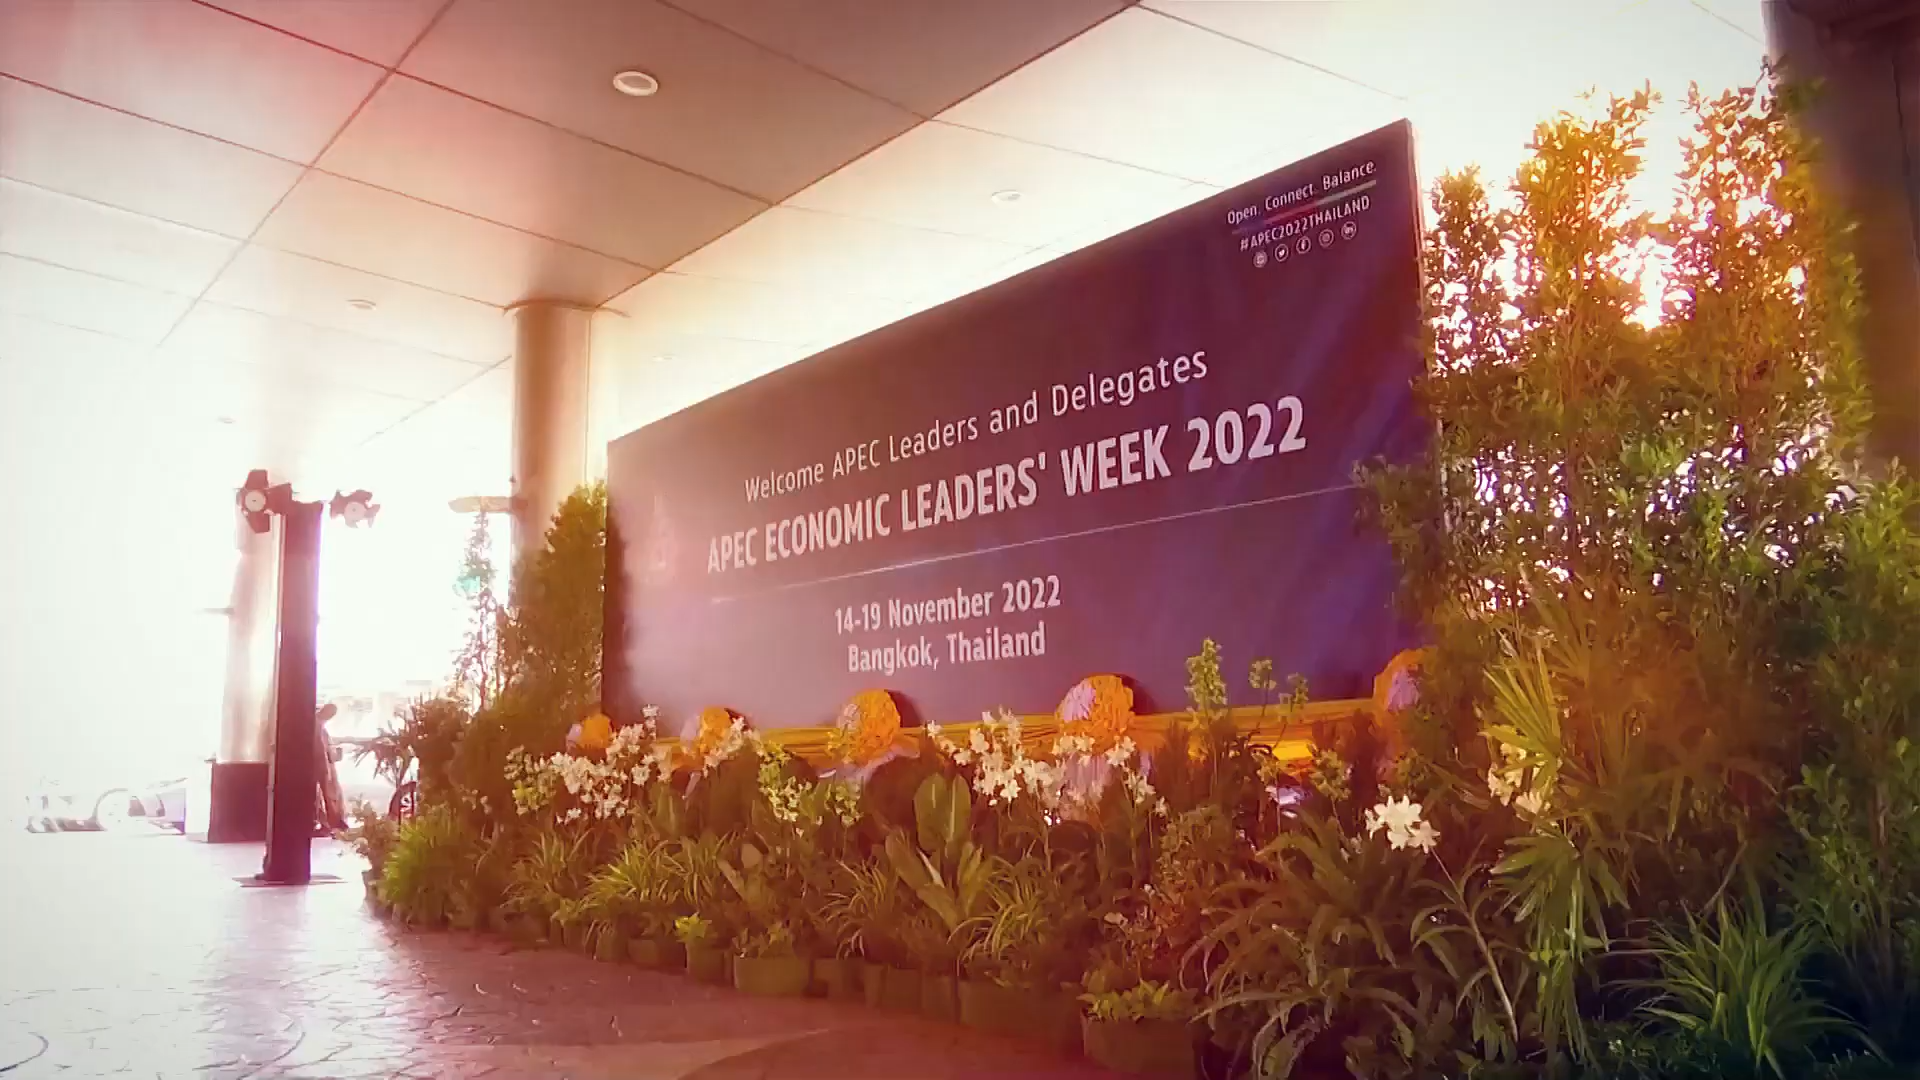 Open. Connect. Balance.
#APEC2022THAILAND
Welcome APEC Leaders and Delegates
APEC ECONOMIC LEADERS' WEEK 2022
14-19 November 2022
Bangkok, Thailand